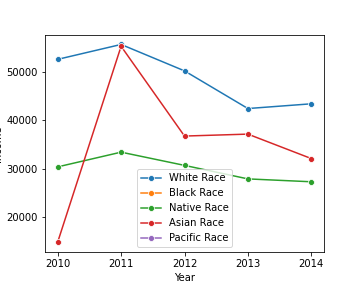 50000
40000
30000
20000
White Race
Black Race
Native Race
Asian Race
Pacific Race
2010 2011 2012 2013 2014
Year